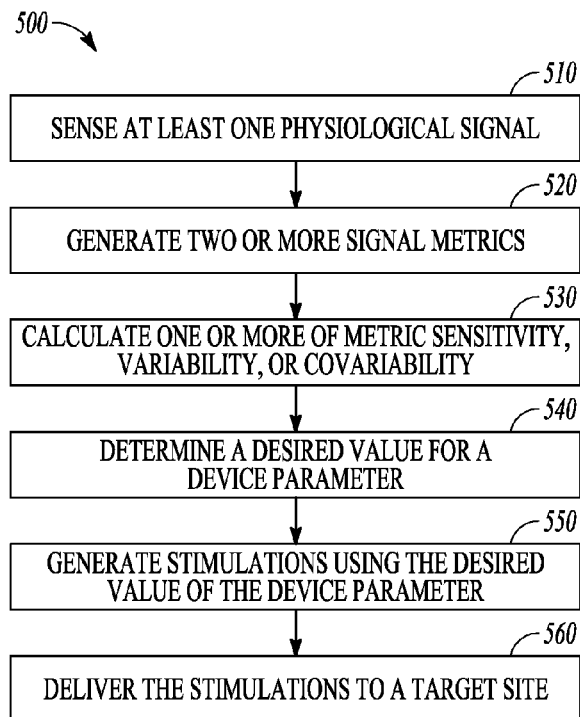 500
510
SENSE AT LEAST ONE PHYSIOLOGICAL SIGNAL
520
GENERATE TWO OR MORE SIGNAL METRICS
530
CALCULATE ONE OR MORE OF METRIC SENSITIVITY,
VARIABILITY, OR COVARIABILITY
540
DETERMINE A DESIRED VALUE FOR A
DEVICE PARAMETER
550
GENERATE STIMULATIONS USING THE DESIRED
VALUE OF THE DEVICE PARAMETER
560
DELIVER THE STIMULATIONS TO A TARGET SITE